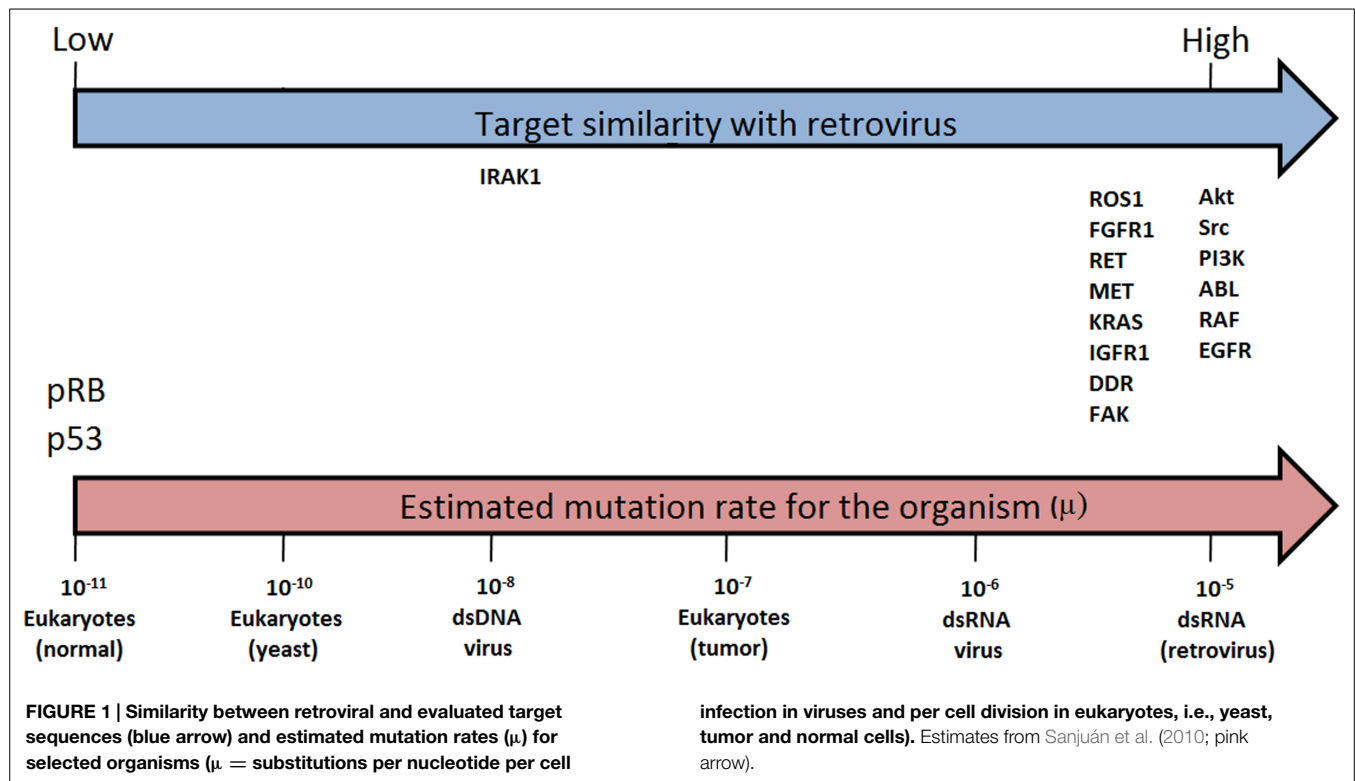 Low
High
Target similarity with retrovirus
IRAK1
ROS1
FGFR1
RET
MET
KRAS
IGFR1
DDR
FAK
Akt
Src
PI3K
ABL
RAF
EGFR
pRB
p53
Estimated mutation rate for the organism (μ)
10⁻¹¹
Eukaryotes
(normal)
10⁻¹⁰
Eukaryotes
(yeast)
10⁻⁸
dsDNA
virus
10⁻⁷
Eukaryotes
(tumor)
10⁻⁶
dsRNA
virus
10⁻⁵
dsRNA
(retrovirus)
FIGURE 1 | Similarity between retroviral and evaluated target
sequences (blue arrow) and estimated mutation rates (μ) for
selected organisms (μ = substitutions per nucleotide per cell
infection in viruses and per cell division in eukaryotes, i.e., yeast,
tumor and normal cells). Estimates from Sanjuán et al. (2010; pink
arrow).